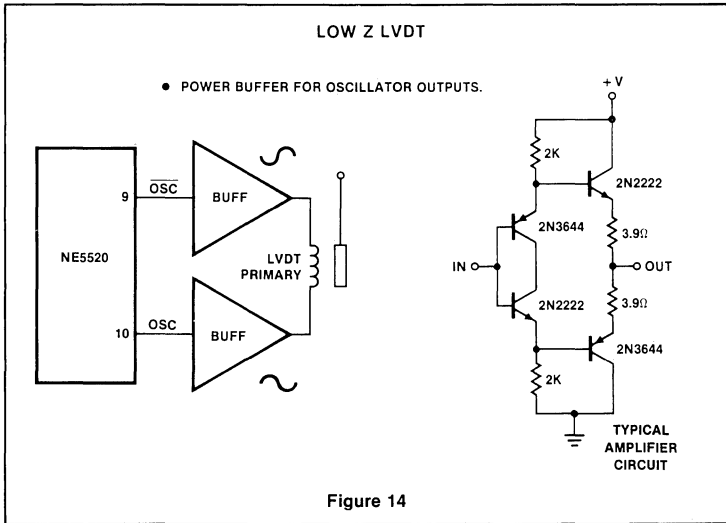 LOW Z LVDT
● POWER BUFFER FOR OSCILLATOR OUTPUTS.
+V
2K
2N2222
9
OSC
BUFF
2N3644
3.9Ω
NE5520
LVDT
PRIMARY
IN
OUT
2N2222
3.9Ω
10
OSC
BUFF
2N3644
2K
TYPICAL
AMPLIFIER
CIRCUIT
Figure 14